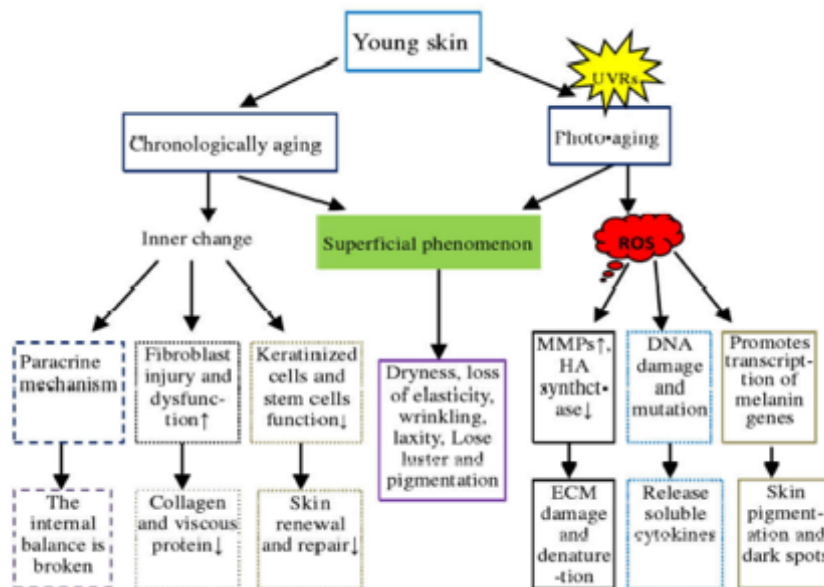 Young skin
UVRs
Chronologically aging
Photo•aging
Inner change
Superficial phenomenon
ROS
Paracrine
mechanism
Fibroblast
injury and
dysfunc-
tion↑
Keratinized
cells and
stem cells
function↓
Dryness, loss
of elasticity,
wrinkling,
laxity, Lose
luster and
pigmentation
MMPs↑,
HA
synthet•
ase↓
DNA
damage
and
mutation
Promotes
transcript-
tion of
melanin
genes
The
internal
balance is
broken
Collagen
and viscous
protein↓
Skin
renewal
and repair↓
ECM
damage
and
denature
-tion
Release
soluble
cytokines
Skin
pigment-
ation and
dark spots